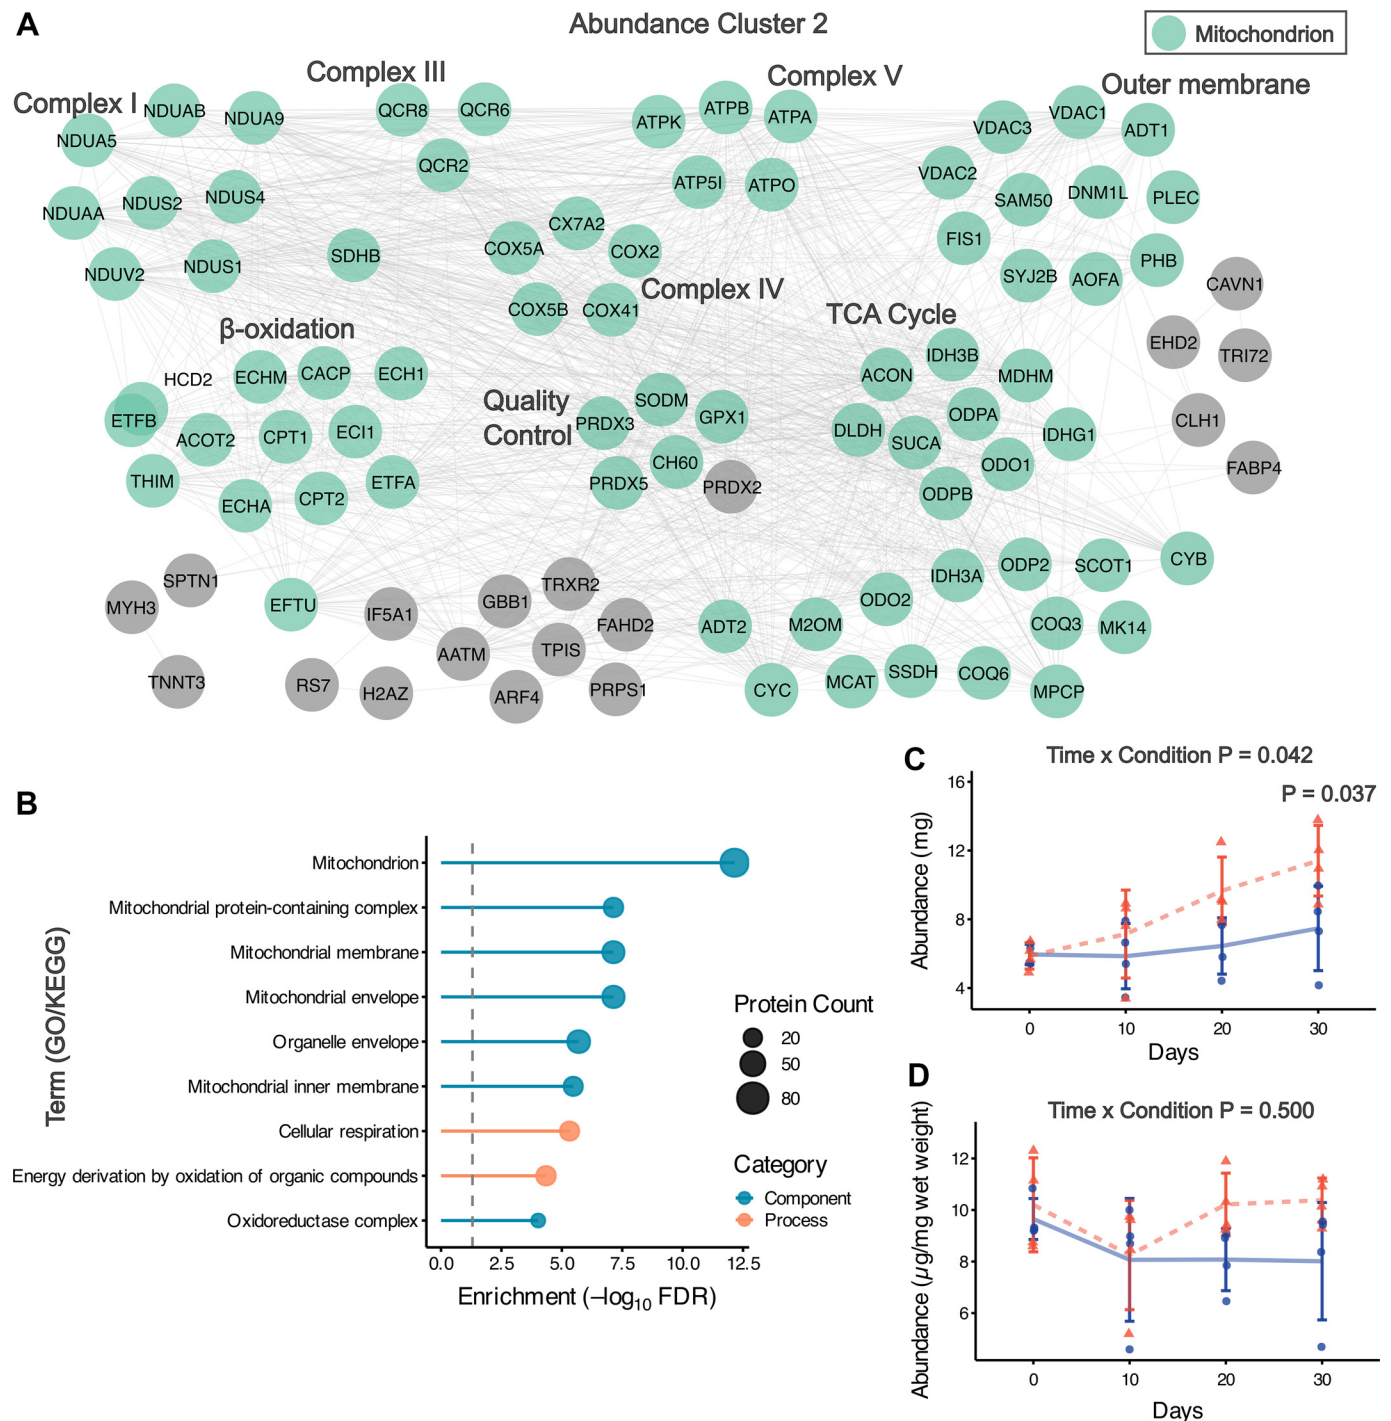 A
Abundance Cluster 2
Mitochondrion
Complex I
Complex III
Complex V
Outer membrane
NDUAB
NDUA9
NDUA5
QCR8
QCR6
QCR2
ATPK
ATPB
ATPA
ATP5I
ATPO
VDAC3
VDAC1
ADT1
VDAC2
SAM50
DNM1L
PLEC
FIS1
SYJ2B
AOFA
PHB
NDUAA
NDUS2
NDUS4
NDUV2
NDUS1
SDHB
COX5A
CX7A2
COX2
COX5B
COX41
Complex IV
CAVN1
EHD2
TRI72
CLH1
FABP4
β-oxidation
HCD2
ECHM
CACP
ECH1
ETFB
ACOT2
CPT1
ECI1
THIM
ECHA
CPT2
ETFA
Quality
Control
SODM
PRDX3
GPX1
CH60
PRDX5
PRDX2
TCA Cycle
ACON
IDH3B
MDHM
DLDH
SUCA
ODPA
IDHG1
ODO1
ODPB
SPTN1
MYH3
TNNT3
EFTU
IF5A1
RS7
H2AZ
GBB1
TRXR2
FAHD2
AATM
TPIS
ARF4
PRPS1
ADT2
M2OM
ODO2
IDH3A
ODP2
SCOT1
CYB
COQ3
MK14
CYC
MCAT
SSDH
COQ6
MPCP
B
Term (GO/KEGG)
Mitochondrion
Mitochondrial protein-containing complex
Mitochondrial membrane
Mitochondrial envelope
Organelle envelope
Mitochondrial inner membrane
Cellular respiration
Energy derivation by oxidation of organic compounds
Oxidoreductase complex
0.0 2.5 5.0 7.5 10.0 12.5
Enrichment (–log10 FDR)
Protein Count
20
50
80
Category
Component
Process
C
Time x Condition P = 0.042
P = 0.037
Abundance (mg)
16
12
8
4
0 10 20 30
Days
D
Time x Condition P = 0.500
Abundance (µg/mg wet weight)
12
10
8
6
0 10 20 30
Days